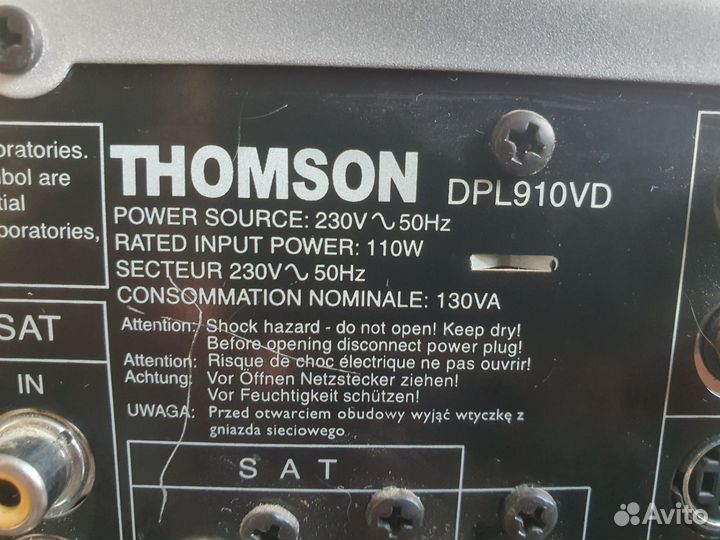 oratories.
bol are
tial
boratories,
THOMSON DPL910VD
POWER SOURCE: 230V ∿ 50Hz
RATED INPUT POWER: 110W
SECTEUR 230V ∿ 50Hz
CONSOMMATION NOMINALE: 130VA
Attention: Shock hazard - do not open! Keep dry!
Before opening disconnect power plug!
Attention: Risque de choc électrique ne pas ouvrir!
Achtung: Vor Öffnen Netzstecker ziehen!
Vor Feuchtigkeit schützen!
UWAGA: Przed otwarciem obudowy wyjąć wtyczkę z
gniazda sieciowego
SAT
IN
SAT
Avito